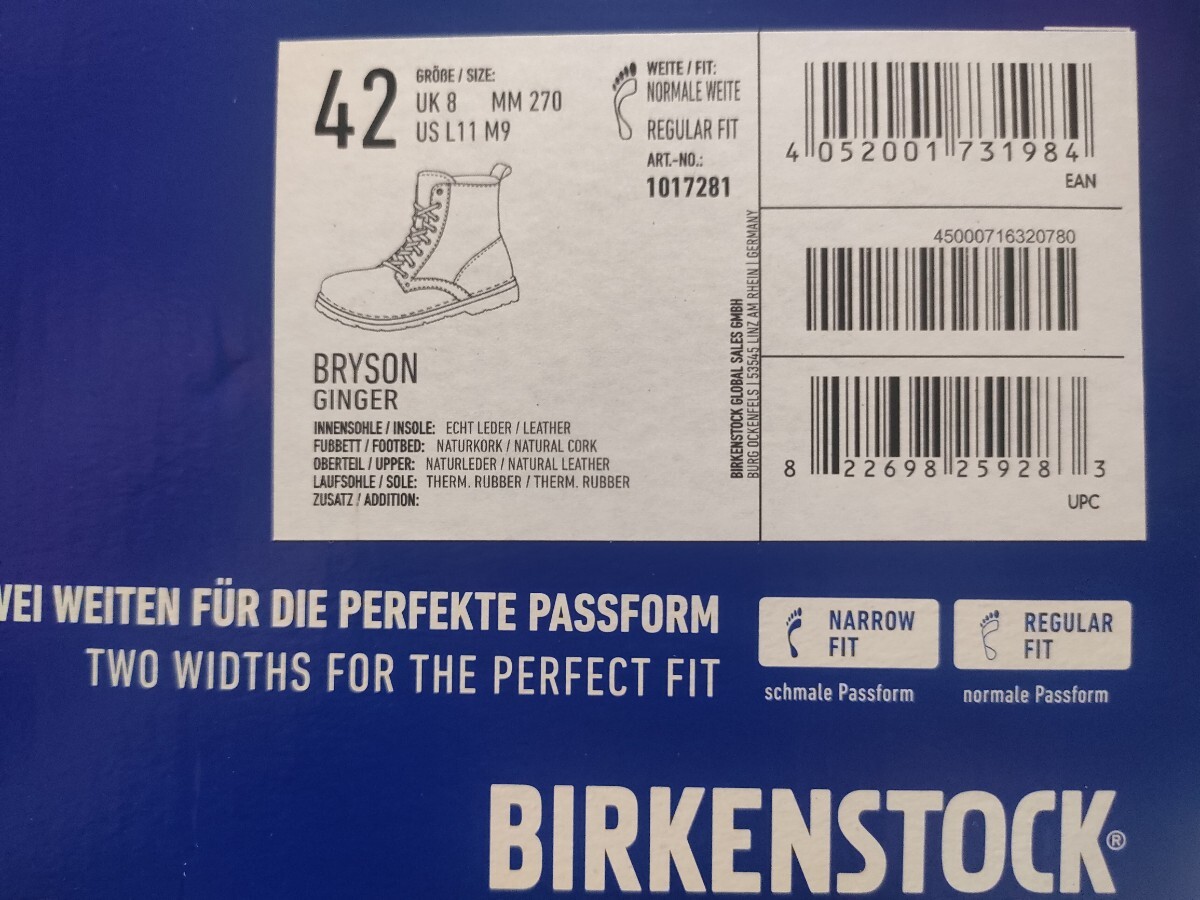 42
GRÖßE / SIZE:
UK 8 MM 270
US L11 M9
WEITE / FIT:
NORMALE WEITE
REGULAR FIT
ART.-NO.:
1017281
BRYSON
GINGER
INNENSOHLE / INSOLE: ECHT LEDER / LEATHER
FUßBETT / FOOTBED: NATURKORK / NATURAL CORK
OBERTEIL / UPPER: NATURLEDER / NATURAL LEATHER
LAUFSOHLE / SOLE: THERM. RUBBER / THERM. RUBBER
ZUSATZ / ADDITION:
BIRKENSTOCK GLOBAL SALES GMBH
BURG OCKENFELS | 53545 LINZ AM RHEIN | GERMANY
4 052001 731984
EAN
45000716320780
8 22698 25928 3
UPC
WEI WEITEN FÜR DIE PERFEKTE PASSFORM
TWO WIDTHS FOR THE PERFECT FIT
NARROW
FIT
schmale Passform
REGULAR
FIT
normale Passform
BIRKENSTOCK®